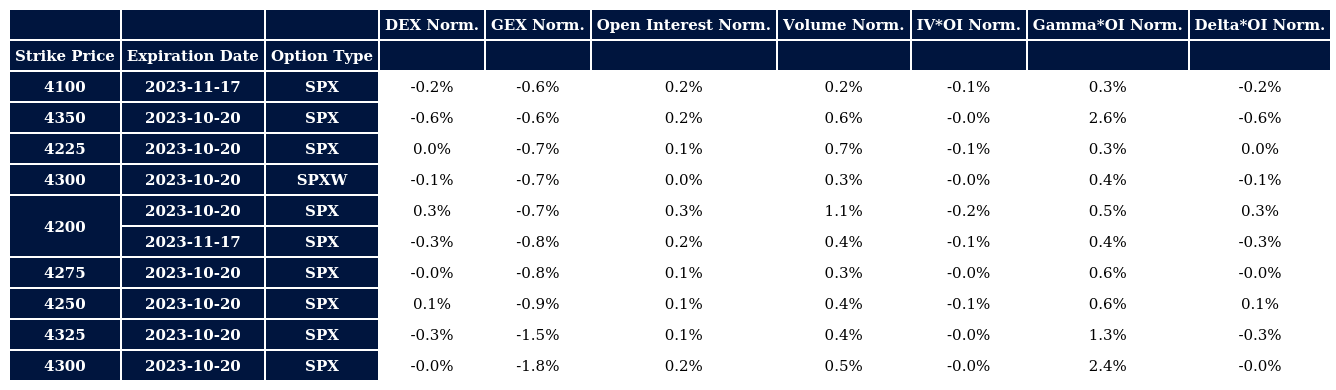 DEX Norm. GEX Norm. Open Interest Norm. Volume Norm. IV*OI Norm. Gamma*OI Norm. Delta*OI Norm.
Strike Price Expiration Date Option Type
4100 2023-11-17 SPX -0.2% -0.6% 0.2% 0.2% -0.1% 0.3% -0.2%
4350 2023-10-20 SPX -0.6% -0.6% 0.2% 0.6% -0.0% 2.6% -0.6%
4225 2023-10-20 SPX 0.0% -0.7% 0.1% 0.7% -0.1% 0.3% 0.0%
4300 2023-10-20 SPXW -0.1% -0.7% 0.0% 0.3% -0.0% 0.4% -0.1%
4200 2023-10-20 SPX 0.3% -0.7% 0.3% 1.1% -0.2% 0.5% 0.3%
2023-11-17 SPX -0.3% -0.8% 0.2% 0.4% -0.1% 0.4% -0.3%
4275 2023-10-20 SPX -0.0% -0.8% 0.1% 0.3% -0.0% 0.6% -0.0%
4250 2023-10-20 SPX 0.1% -0.9% 0.1% 0.4% -0.1% 0.6% 0.1%
4325 2023-10-20 SPX -0.3% -1.5% 0.1% 0.4% -0.0% 1.3% -0.3%
4300 2023-10-20 SPX -0.0% -1.8% 0.2% 0.5% -0.0% 2.4% -0.0%